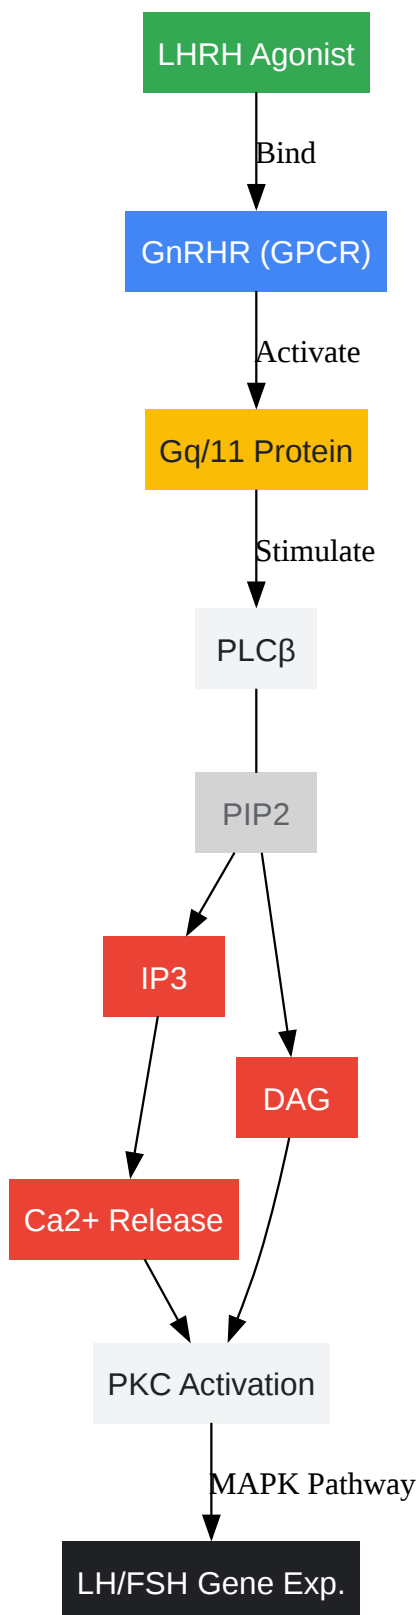 LHRH Agonist
Bind
GnRHR (GPCR)
Activate
Gq/11 Protein
Stimulate
PLCβ
PIP2
IP3
DAG
Ca2+ Release
PKC Activation
MAPK Pathway
LH/FSH Gene Exp.